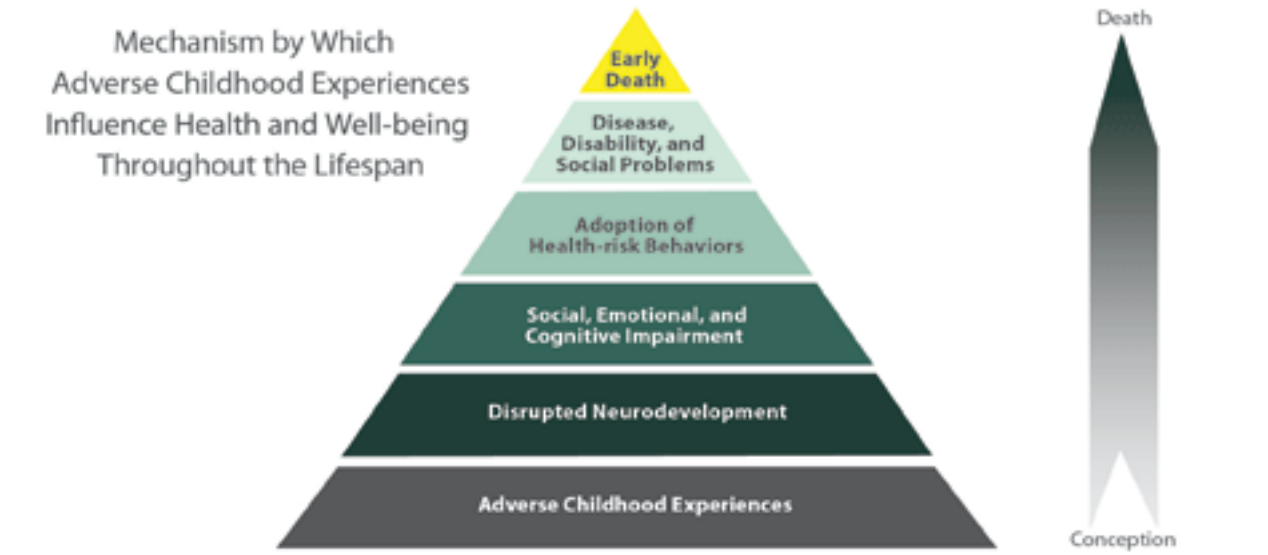 Mechanism by Which
Adverse Childhood Experiences
Influence Health and Well-being
Throughout the Lifespan
Early
Death
Disease,
Disability, and
Social Problems
Adoption of
Health-risk Behaviors
Social, Emotional, and
Cognitive Impairment
Disrupted Neurodevelopment
Adverse Childhood Experiences
Death
Conception